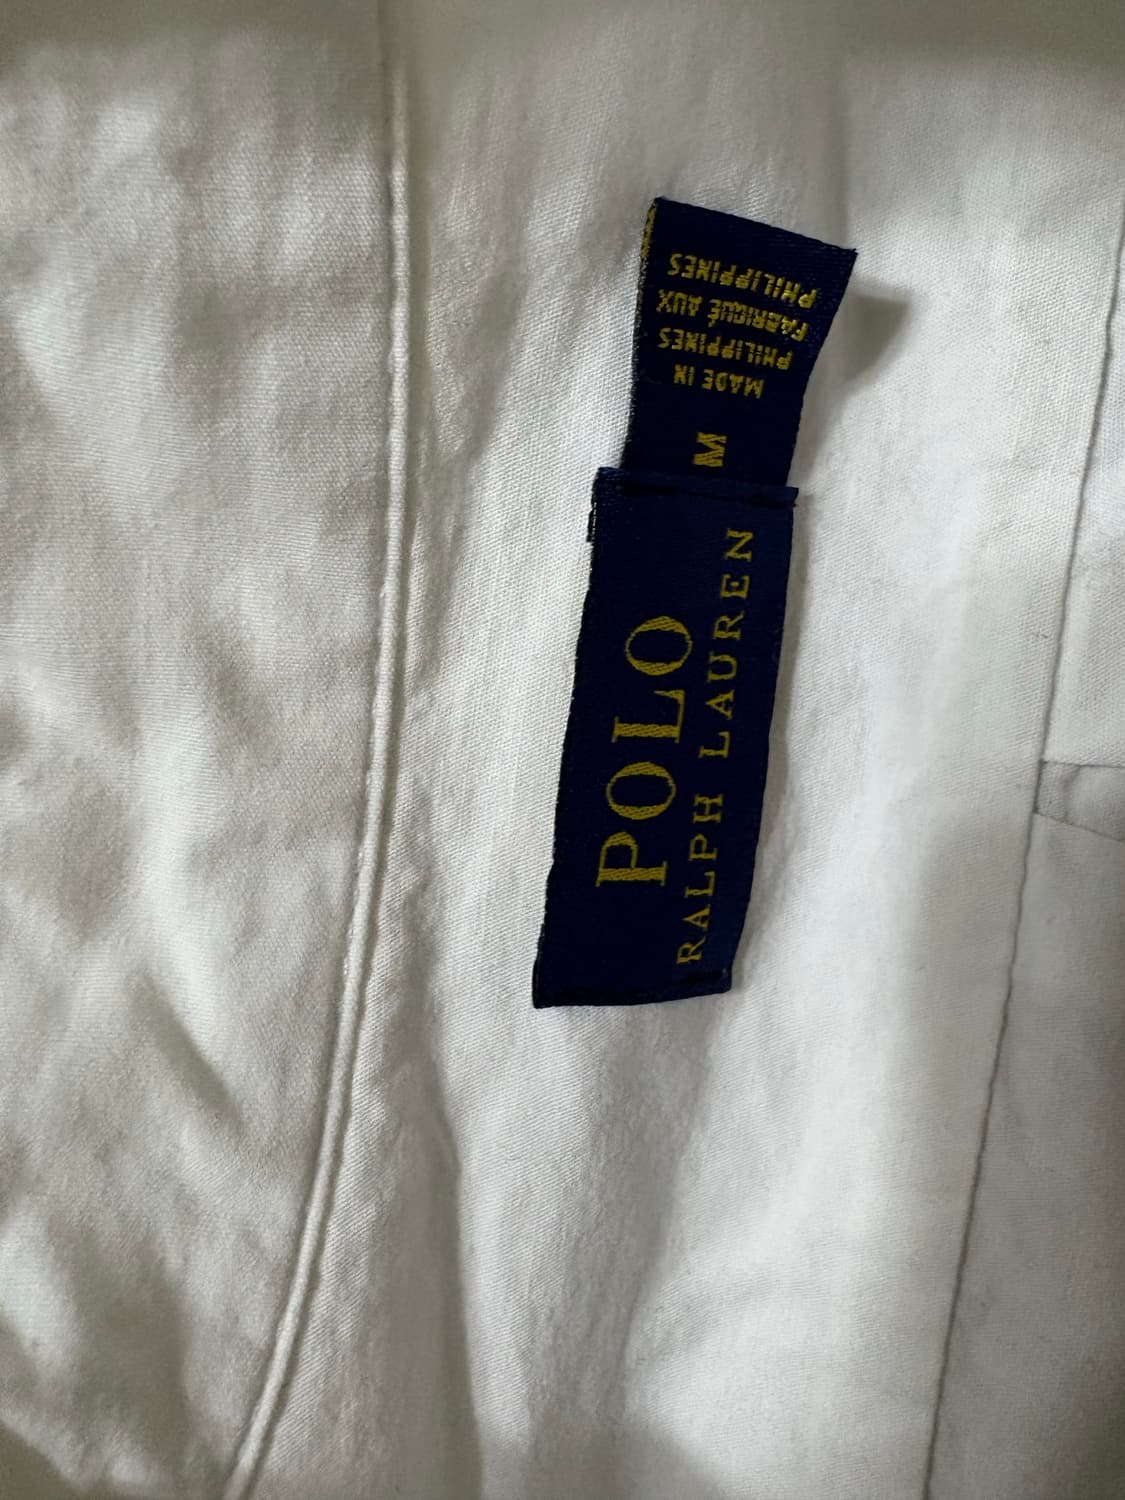 POLO
RALPH LAUREN
M
MADE IN
PHILIPPINES
FABRIQUÉ AUX
PHILIPPINES